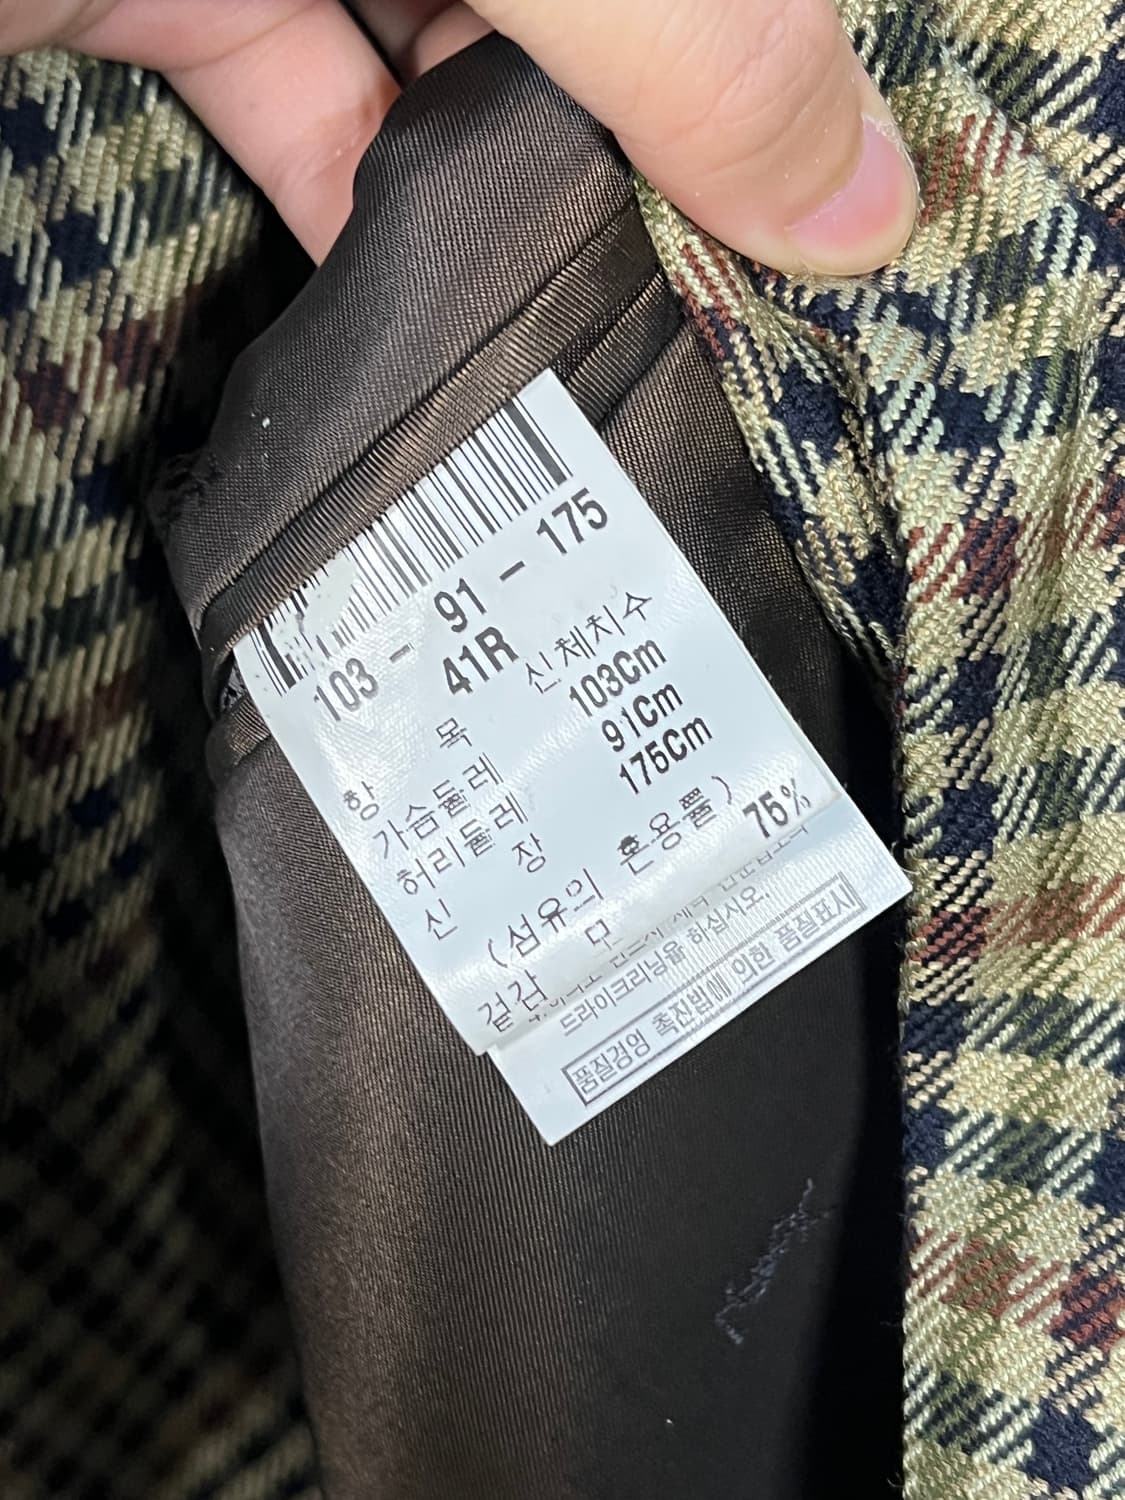 103 - 91 - 175
41R
항 목 신체치수
가슴둘레 103Cm
허리둘레 91Cm
신 장 175Cm
(섬유의 혼용률)
겉감 모 75%
드라이크리닝을 하십시오.
품질경영 촉진법에 의한 품질표시